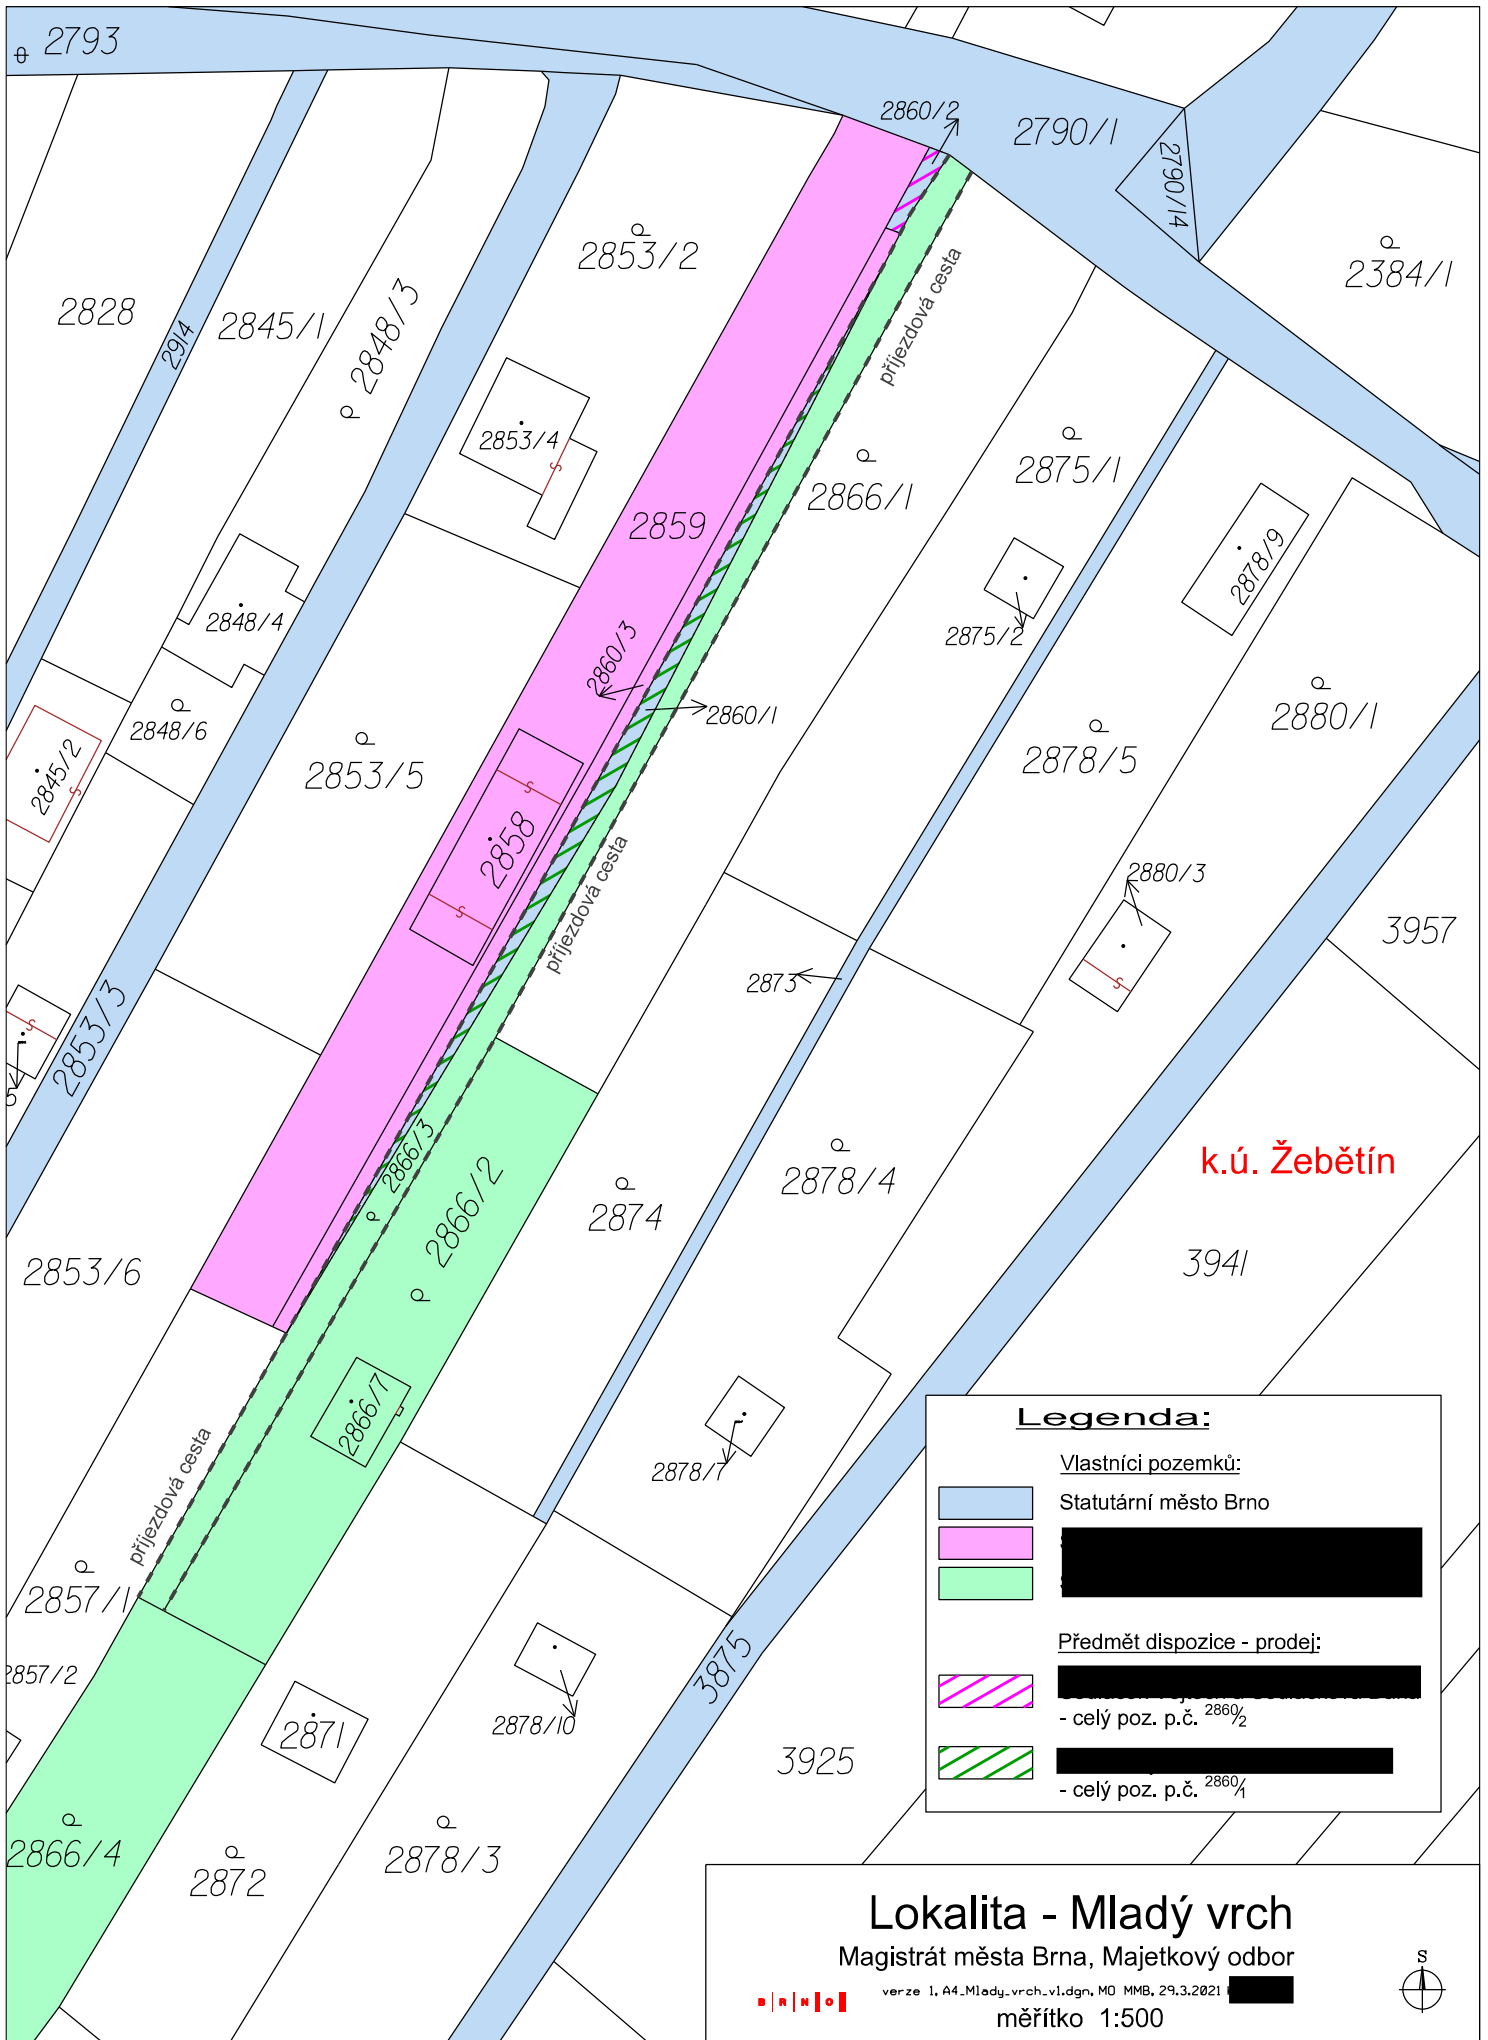 2793
2860/2
2790/1
2790/14
2853/2
2384/1
2828
2914
2845/1
2848/3
příjezdová cesta
2853/4
2859
2866/1
2875/1
2878/9
2848/4
2875/2
2860/3
2860/1
2848/6
2845/2
2853/5
2878/5
2880/1
2858
2880/3
příjezdová cesta
3957
2873
2853/3
5
2866/3
k.ú. Žebětín
2866/2
2874
2878/4
2853/6
3941
2866/7
2878/7
příjezdová cesta
2857/1
2857/2
3875
2871
2878/10
3925
2866/4
2872
2878/3
Legenda:
Vlastníci pozemků:
Statutární město Brno
Předmět dispozice - prodej:
- celý poz. p.č. 2860/2
- celý poz. p.č. 2860/1
Lokalita - Mladý vrch
Magistrát města Brna, Majetkový odbor
S
BRNO
verze 1, A4_Mlady_vrch_v1.dgn, MO MMB, 29.3.2021
měřítko 1:500